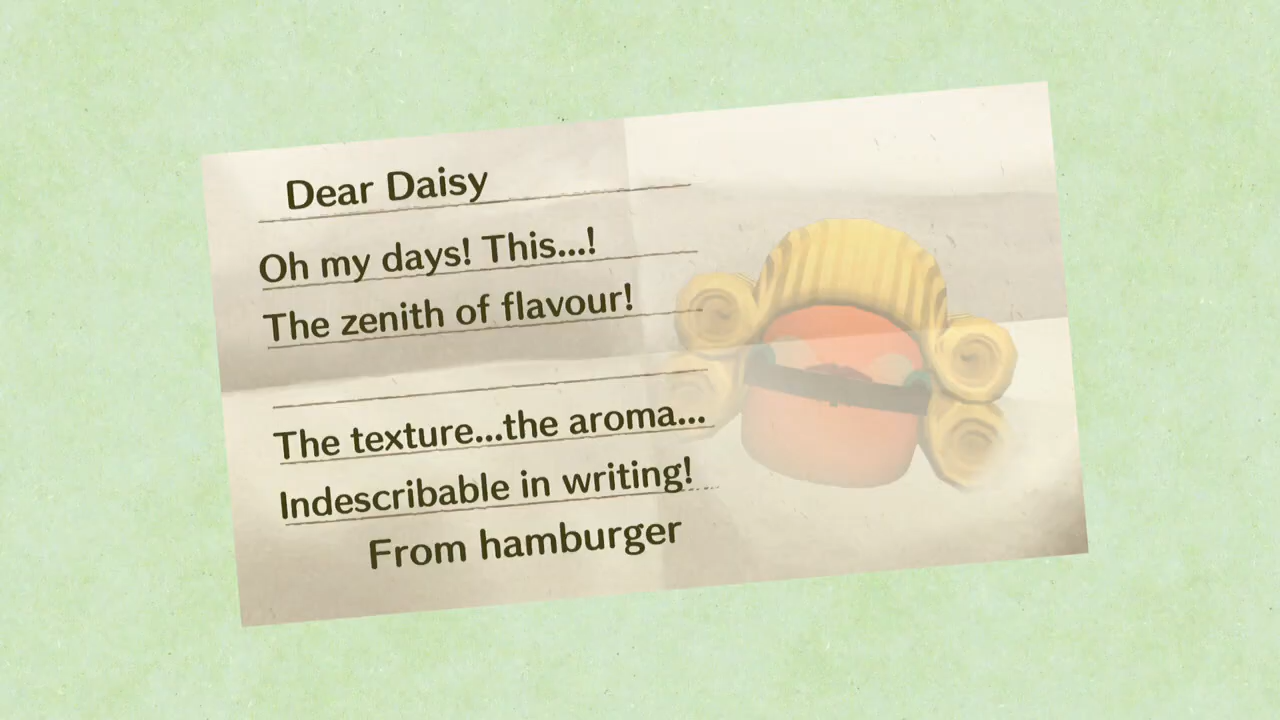 Dear Daisy
Oh my days! This...!
The zenith of flavour!
The texture...the aroma...
Indescribable in writing!
From hamburger